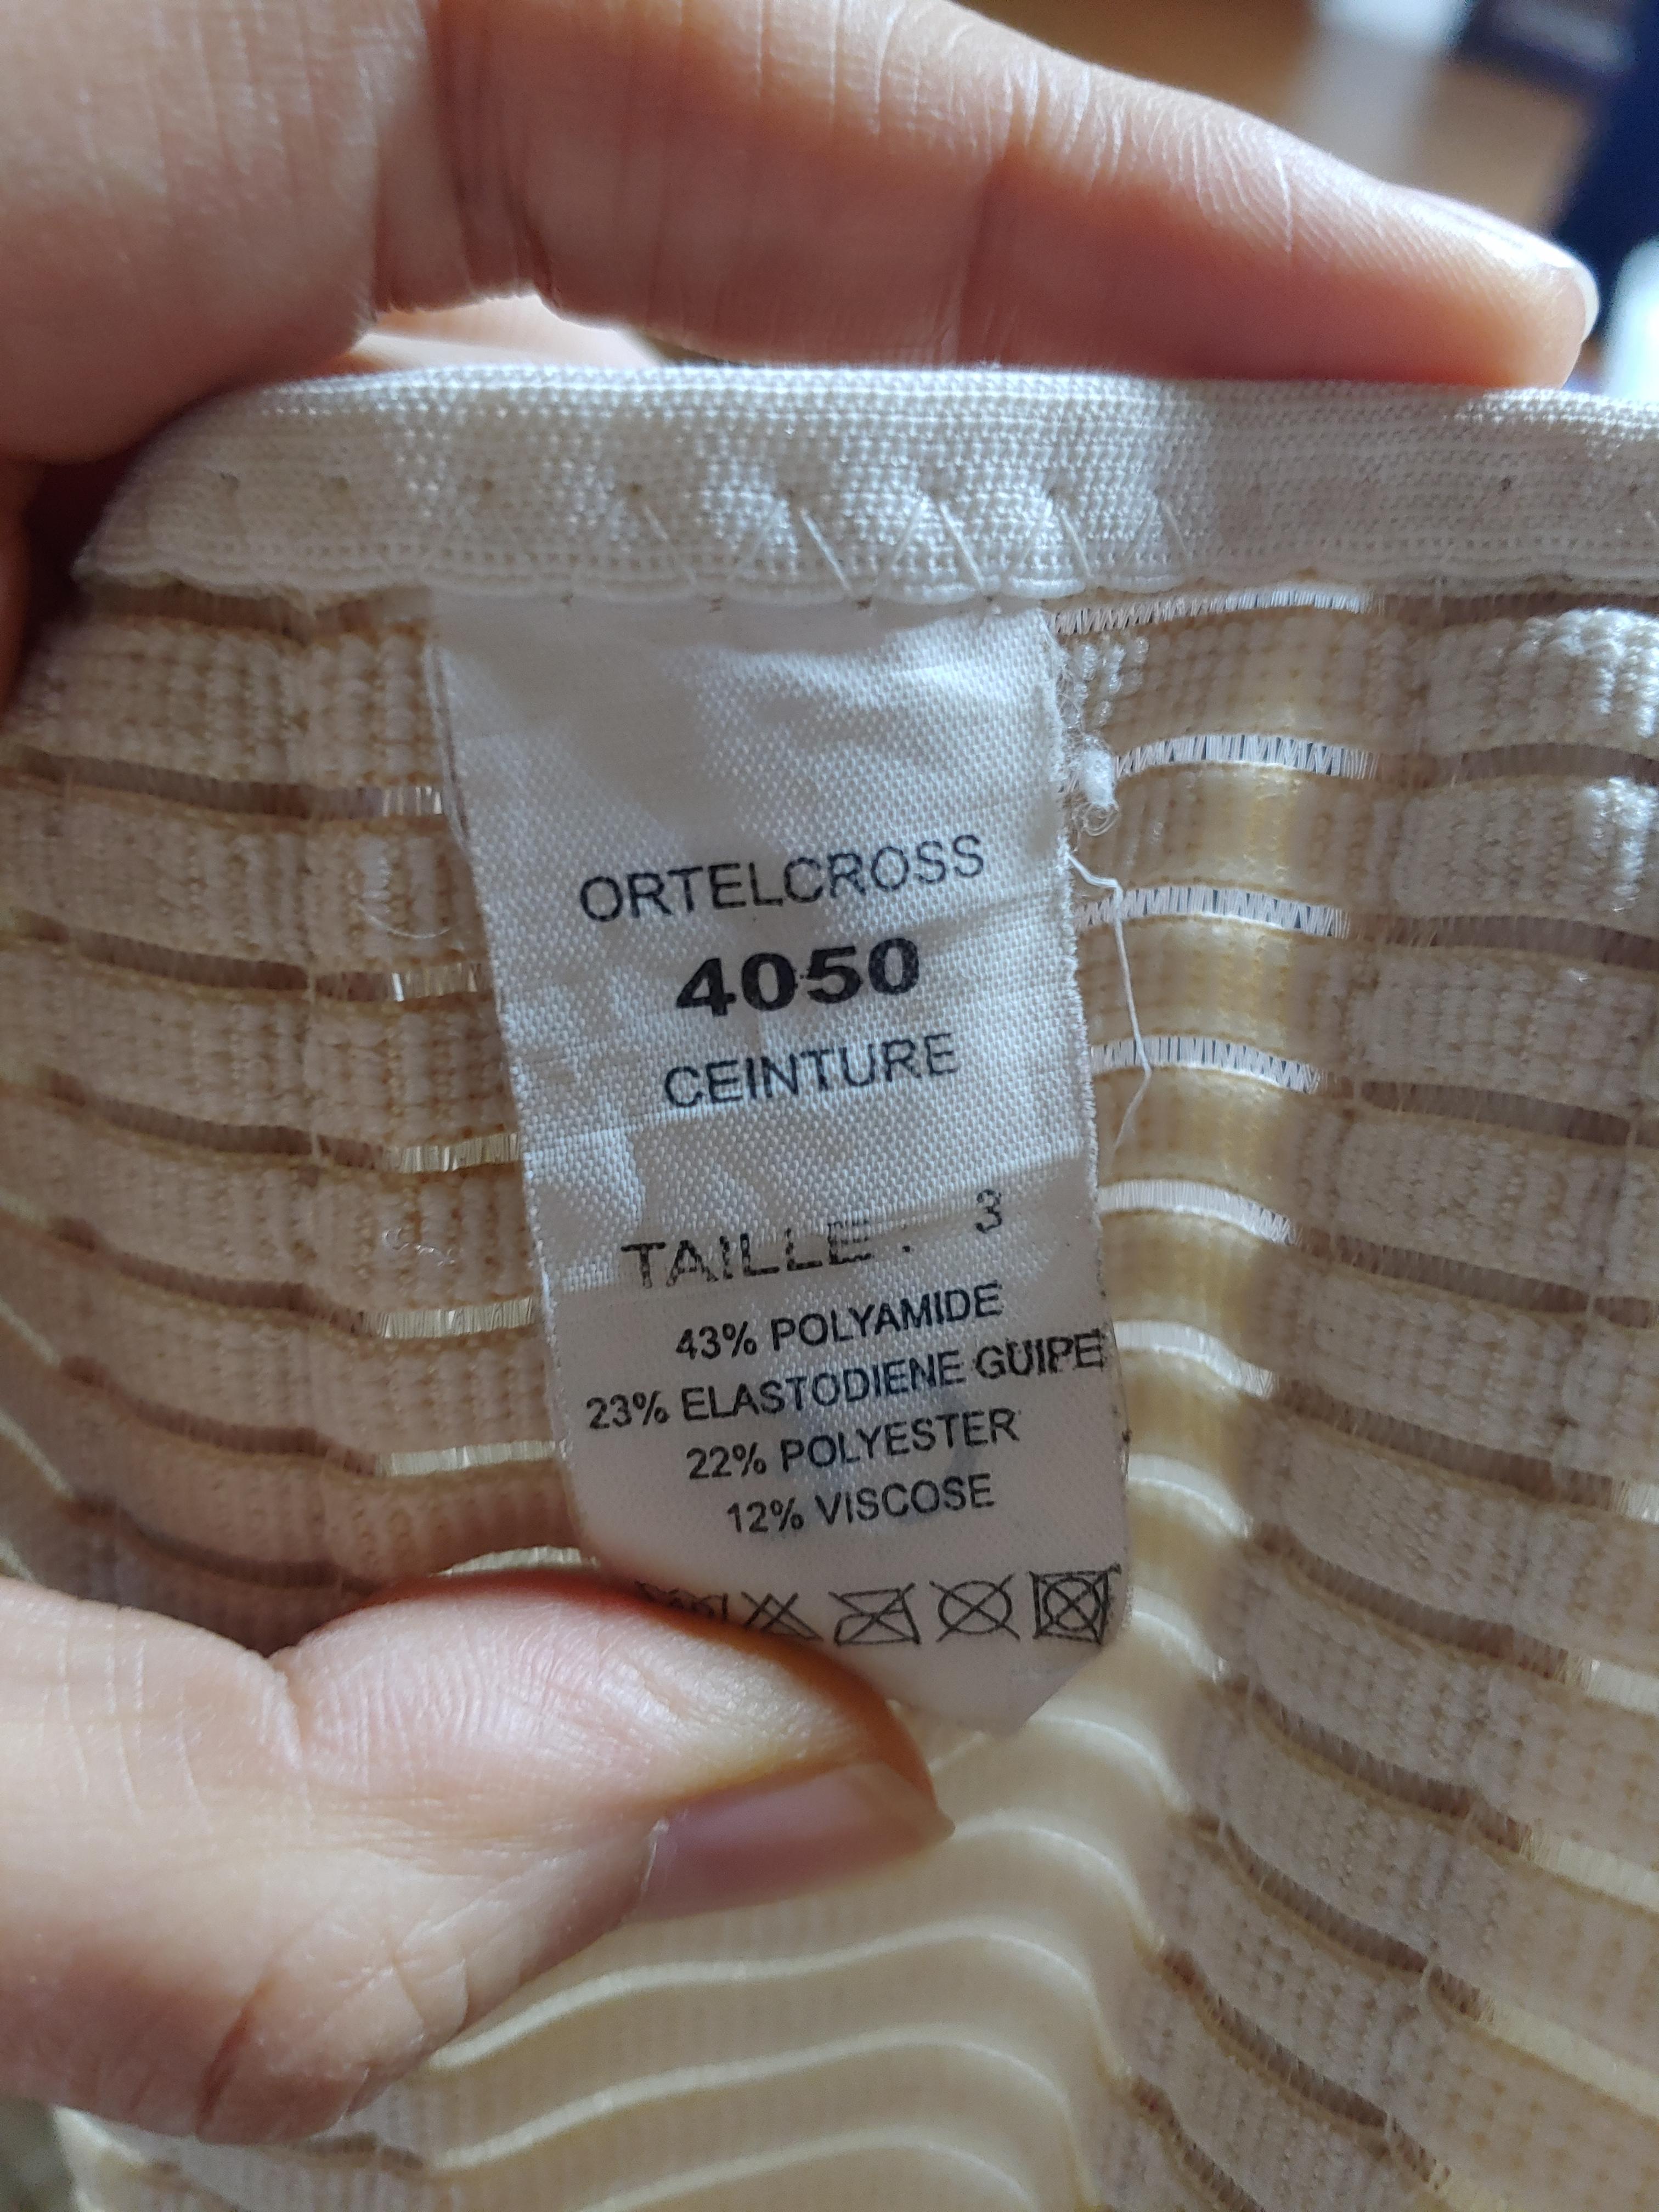 ORTELCROSS
4050
CEINTURE
TAILLE : 3
43% POLYAMIDE
23% ELASTODIENE GUIPE
22% POLYESTER
12% VISCOSE